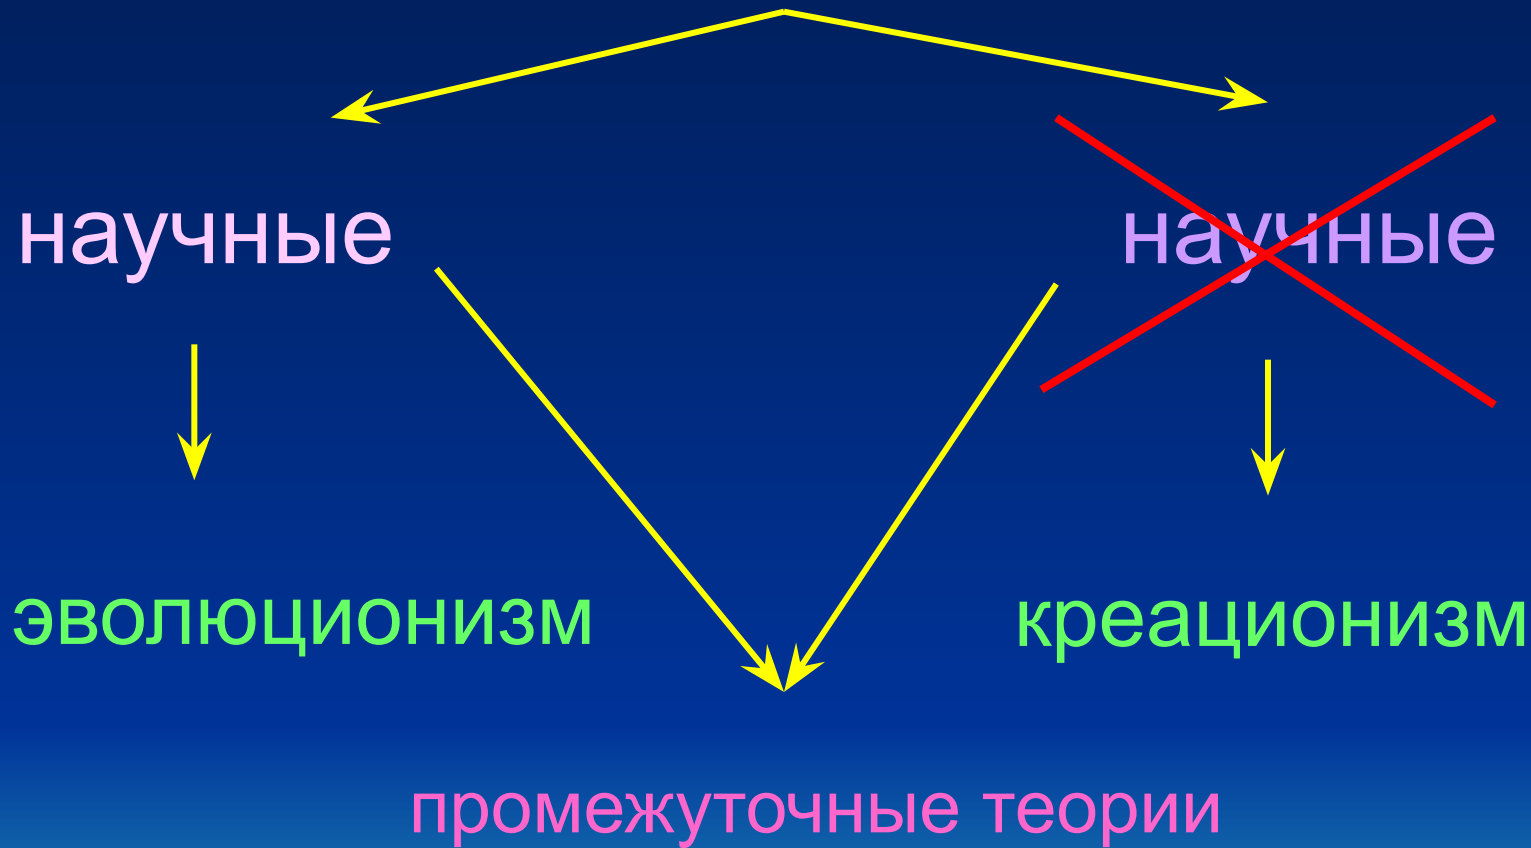 научные
научные
эволюционизм
креационизм
промежуточные теории